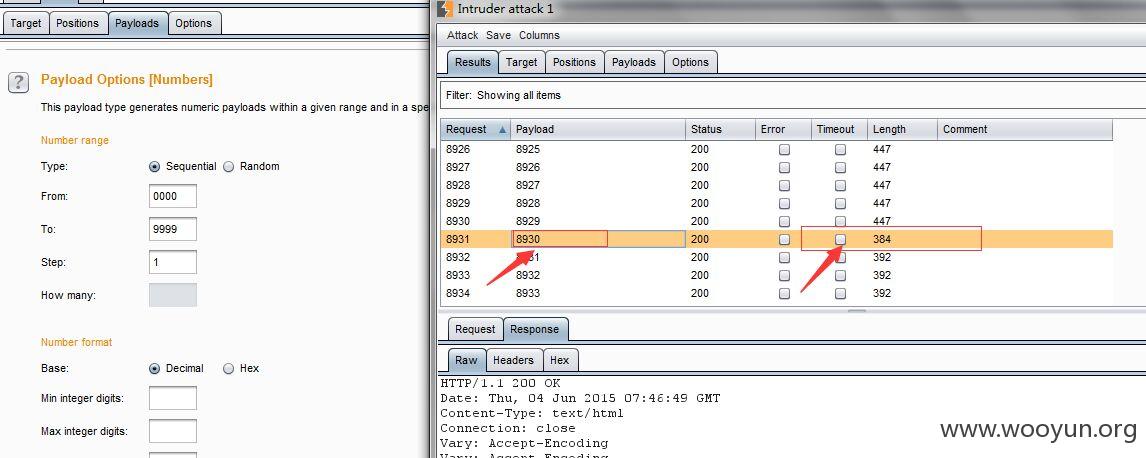 Target Positions Payloads Options
? Payload Options [Numbers]
This payload type generates numeric payloads within a given range and in a spe
Number range
Type: Sequential Random
From: 0000
To: 9999
Step: 1
How many:
Number format
Base: Decimal Hex
Min integer digits:
Max integer digits:
Intruder attack 1
Attack Save Columns
Results Target Positions Payloads Options
Filter: Showing all items
Request Payload Status Error Timeout Length Comment
8926 8925 200 447
8927 8926 200 447
8928 8927 200 447
8929 8928 200 447
8930 8929 200 447
8931 8930 200 384
8932 200 392
8933 8932 200 392
8934 8933 200 392
Request Response
Raw Headers Hex
HTTP/1.1 200 OK
Date: Thu, 04 Jun 2015 07:46:49 GMT
Content-Type: text/html
Connection: close
Vary: Accept-Encoding
Vary: Accept-Encoding
www.wooyun.org